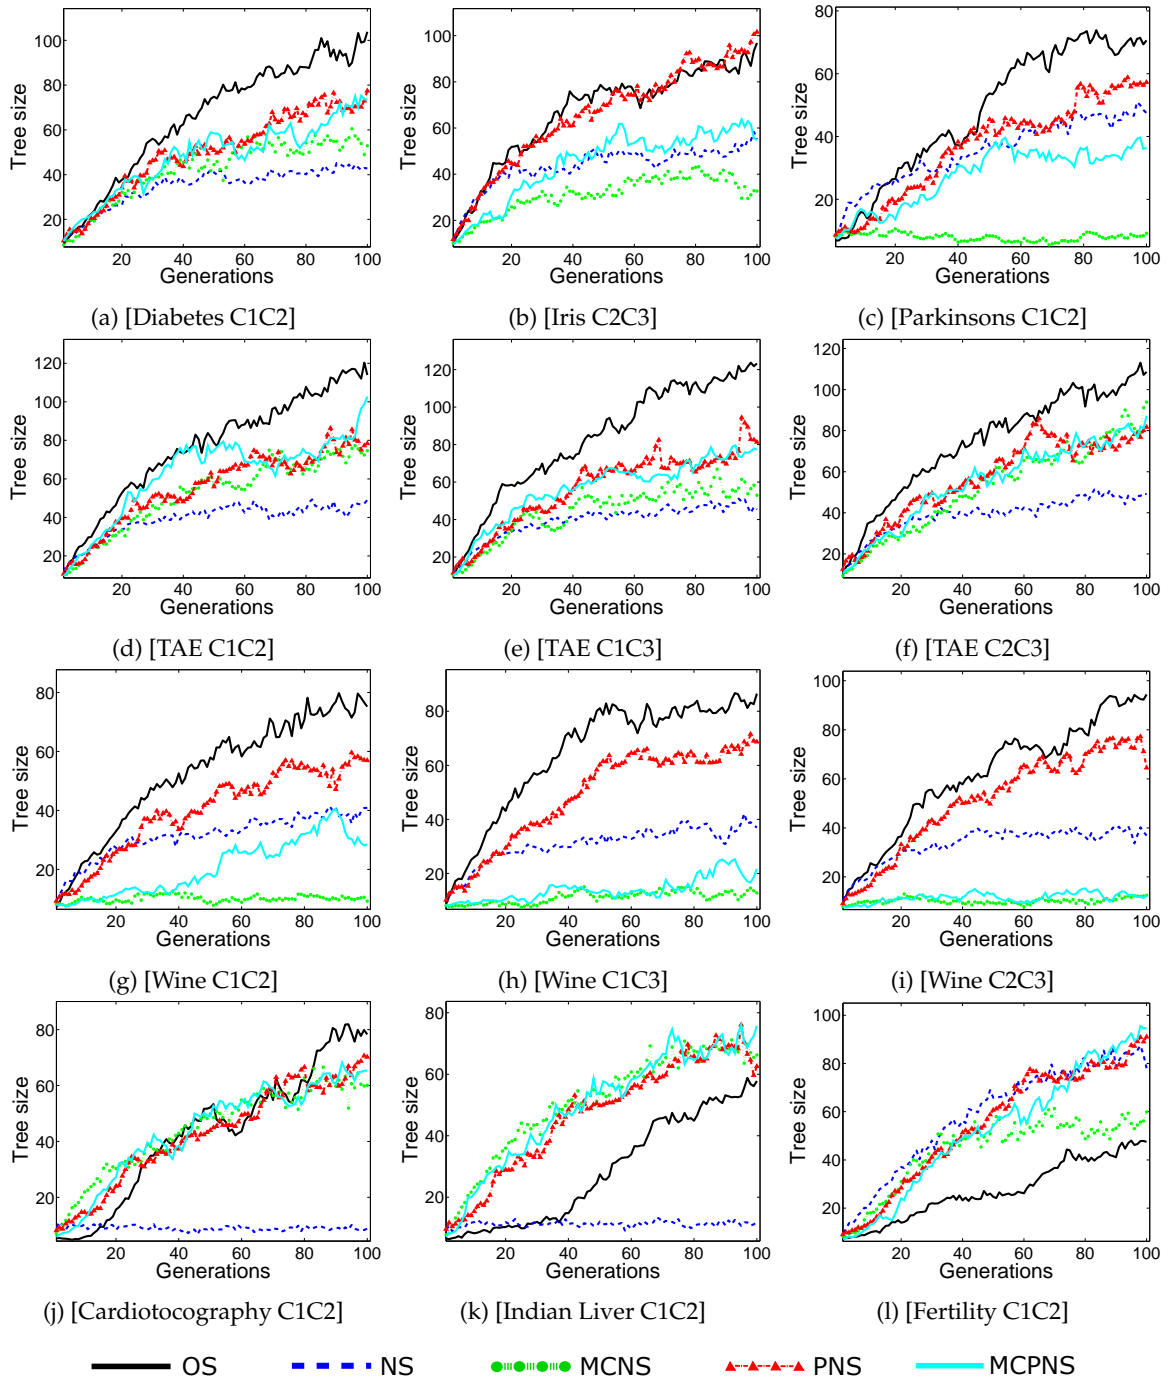 100
80
60
40
20
Tree size
20 40 60 80 100
Generations
(a) [Diabetes C1C2]
100
80
60
40
20
Tree size
20 40 60 80 100
Generations
(b) [Iris C2C3]
80
60
40
20
Tree size
20 40 60 80 100
Generations
(c) [Parkinsons C1C2]
120
100
80
60
40
20
Tree size
20 40 60 80 100
Generations
(d) [TAE C1C2]
120
100
80
60
40
20
Tree size
20 40 60 80 100
Generations
(e) [TAE C1C3]
120
100
80
60
40
20
Tree size
20 40 60 80 100
Generations
(f) [TAE C2C3]
80
60
40
20
Tree size
20 40 60 80 100
Generations
(g) [Wine C1C2]
80
60
40
20
Tree size
20 40 60 80 100
Generations
(h) [Wine C1C3]
100
80
60
40
20
Tree size
20 40 60 80 100
Generations
(i) [Wine C2C3]
80
60
40
20
Tree size
20 40 60 80 100
Generations
(j) [Cardiotocography C1C2]
80
60
40
20
Tree size
20 40 60 80 100
Generations
(k) [Indian Liver C1C2]
100
80
60
40
20
Tree size
20 40 60 80 100
Generations
(l) [Fertility C1C2]
OS NS MCNS PNS MCPNS